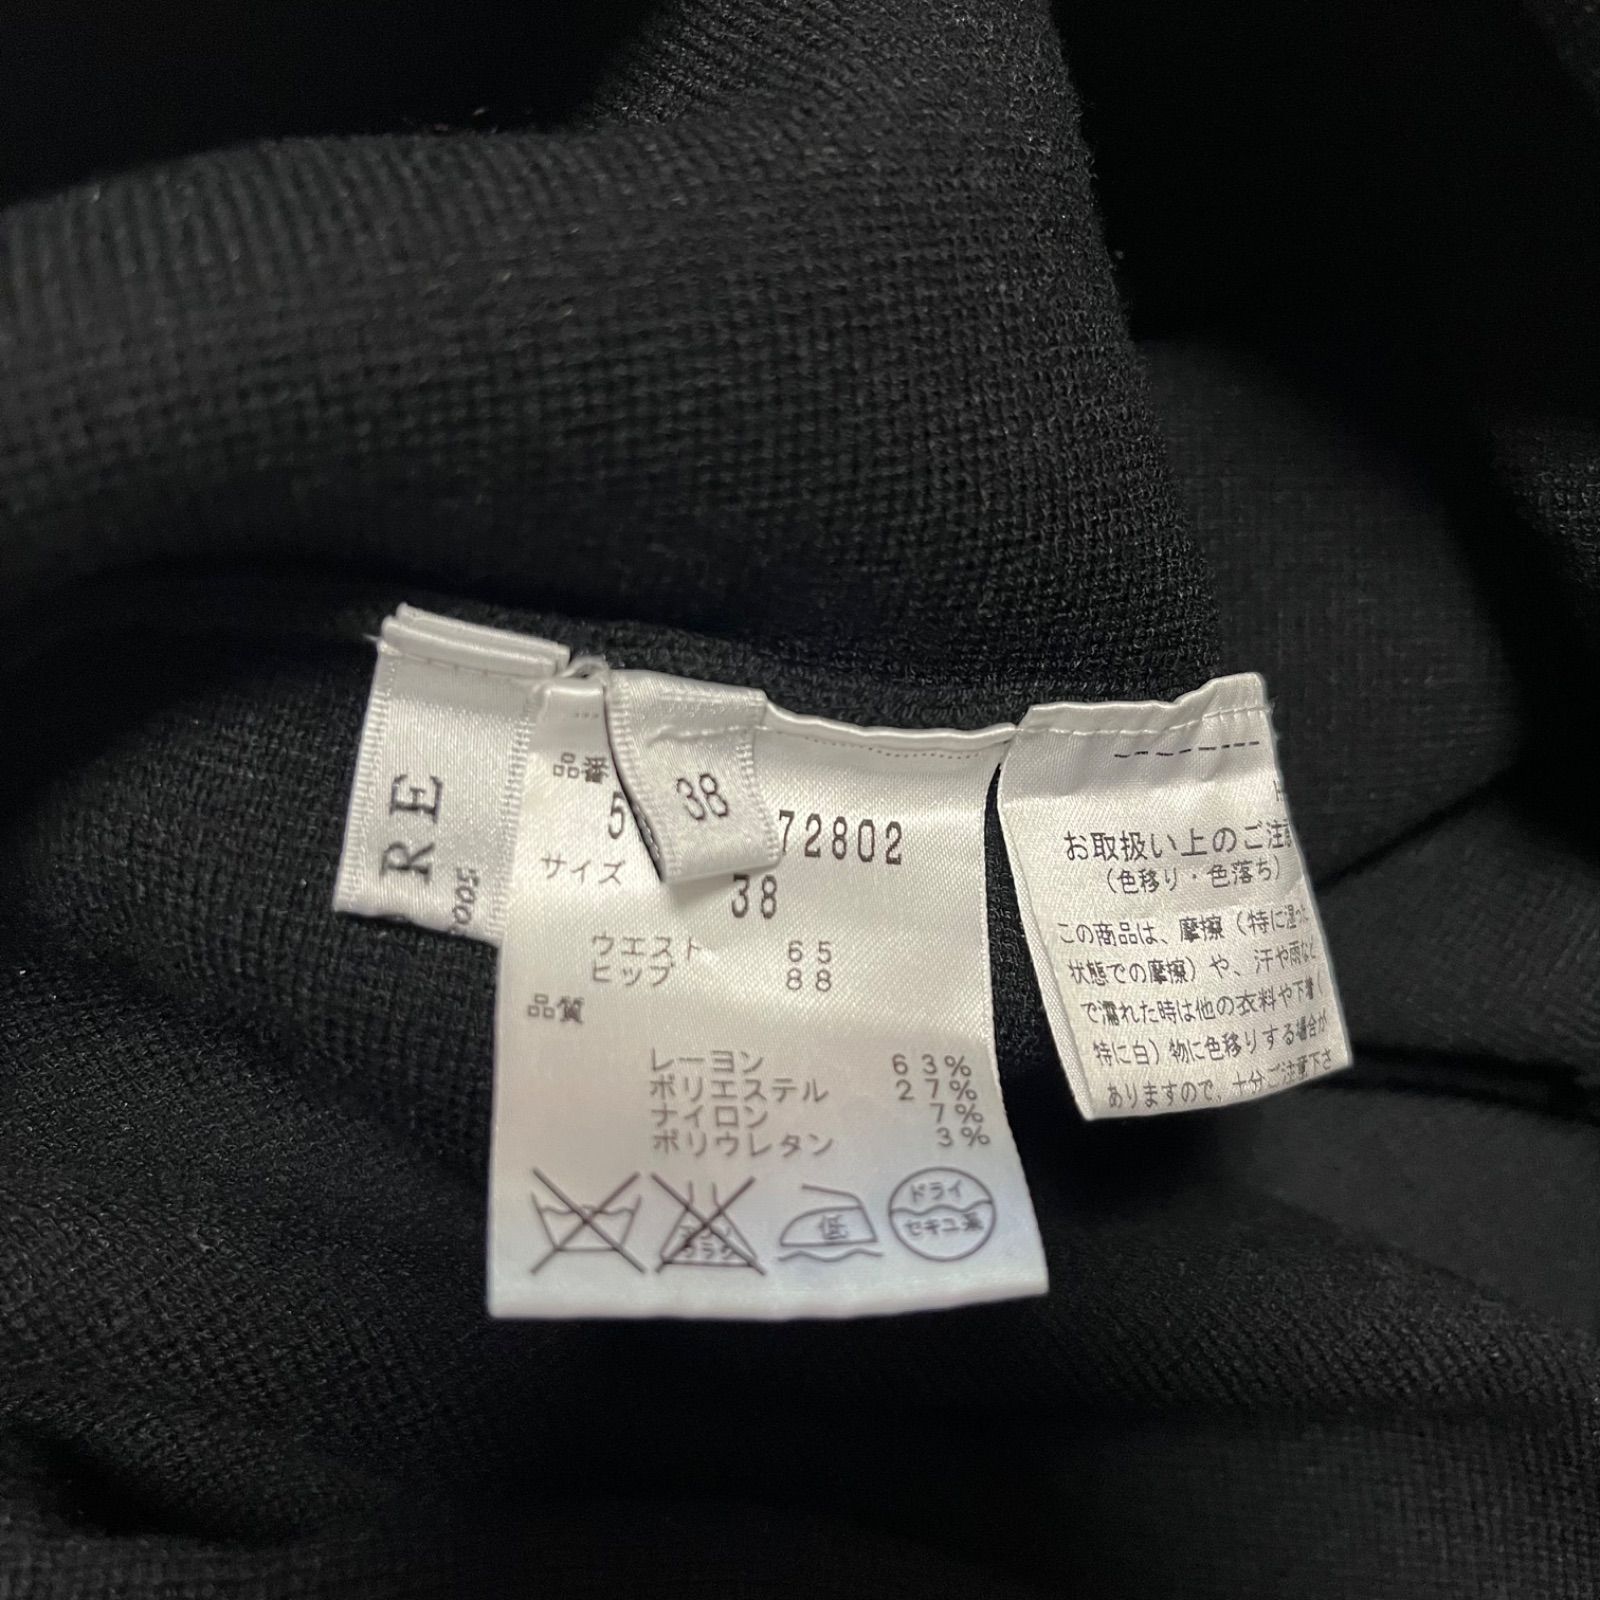 RE
500
38
品番
5 72802
サイズ
38
ウエスト 65
ヒップ 88
品質
レーヨン 63%
ポリエステル 27%
ナイロン 7%
ポリウレタン 3%
低
ドライ
セキユ系
お取扱い上のご注意
(色移り・色落ち)
この商品は、摩擦(特に湿った
状態での摩擦)や、汗や雨など
で濡れた時は他の衣料や下着(
特に白)物に色移りする場合が
ありますので、十分ご注意下さ